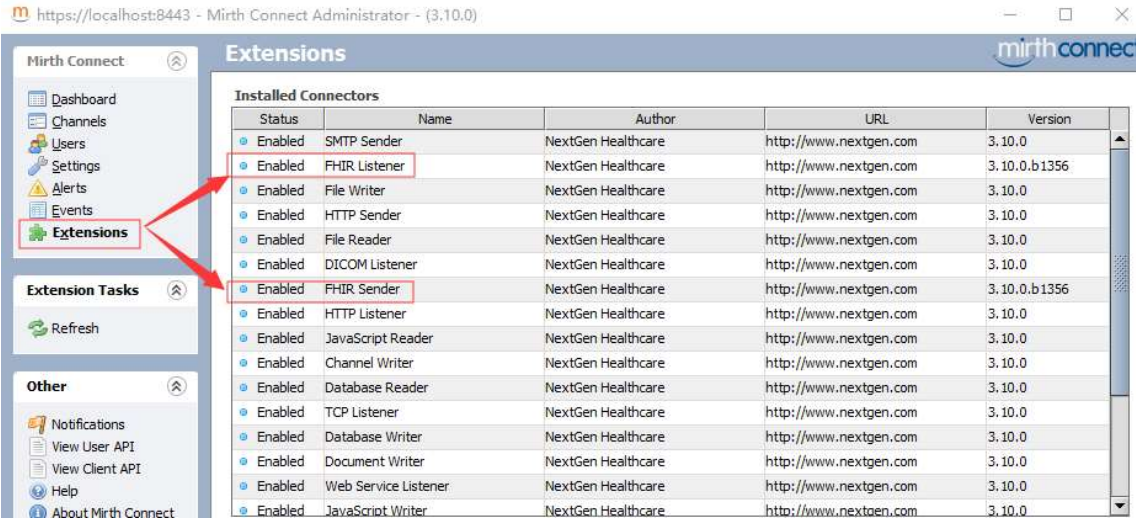 https://localhost:8443 - Mirth Connect Administrator - (3.10.0)
Mirth Connect
Dashboard
Channels
Users
Settings
Alerts
Events
Extensions
Extension Tasks
Refresh
Other
Notifications
View User API
View Client API
Help
About Mirth Connect
Extensions
mirth connect
Installed Connectors
Status Name Author URL Version
Enabled SMTP Sender NextGen Healthcare http://www.nextgen.com 3.10.0
Enabled FHIR Listener NextGen Healthcare http://www.nextgen.com 3.10.0.b1356
Enabled File Writer NextGen Healthcare http://www.nextgen.com 3.10.0
Enabled HTTP Sender NextGen Healthcare http://www.nextgen.com 3.10.0
Enabled File Reader NextGen Healthcare http://www.nextgen.com 3.10.0
Enabled DICOM Listener NextGen Healthcare http://www.nextgen.com 3.10.0
Enabled FHIR Sender NextGen Healthcare http://www.nextgen.com 3.10.0.b1356
Enabled HTTP Listener NextGen Healthcare http://www.nextgen.com 3.10.0
Enabled JavaScript Reader NextGen Healthcare http://www.nextgen.com 3.10.0
Enabled Channel Writer NextGen Healthcare http://www.nextgen.com 3.10.0
Enabled Database Reader NextGen Healthcare http://www.nextgen.com 3.10.0
Enabled TCP Listener NextGen Healthcare http://www.nextgen.com 3.10.0
Enabled Database Writer NextGen Healthcare http://www.nextgen.com 3.10.0
Enabled Document Writer NextGen Healthcare http://www.nextgen.com 3.10.0
Enabled Web Service Listener NextGen Healthcare http://www.nextgen.com 3.10.0
Enabled JavaScript Writer NextGen Healthcare http://www.nextgen.com 3.10.0